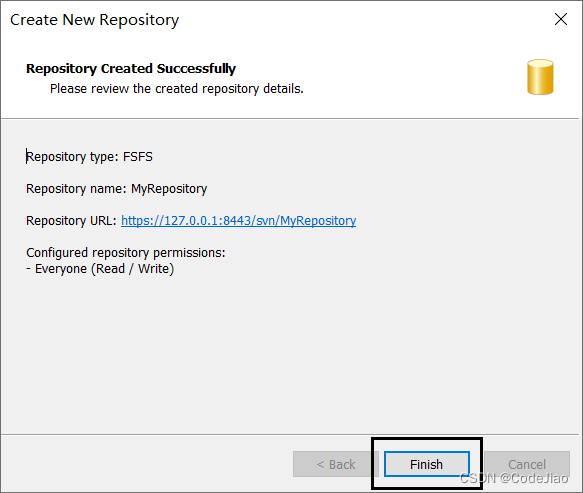 Create New Repository
Repository Created Successfully
Please review the created repository details.
Repository type: FSFS
Repository name: MyRepository
Repository URL: https://127.0.0.1:8443/svn/MyRepository
Configured repository permissions:
- Everyone (Read / Write)
< Back Finish Cancel
CSDN @CodeJiao